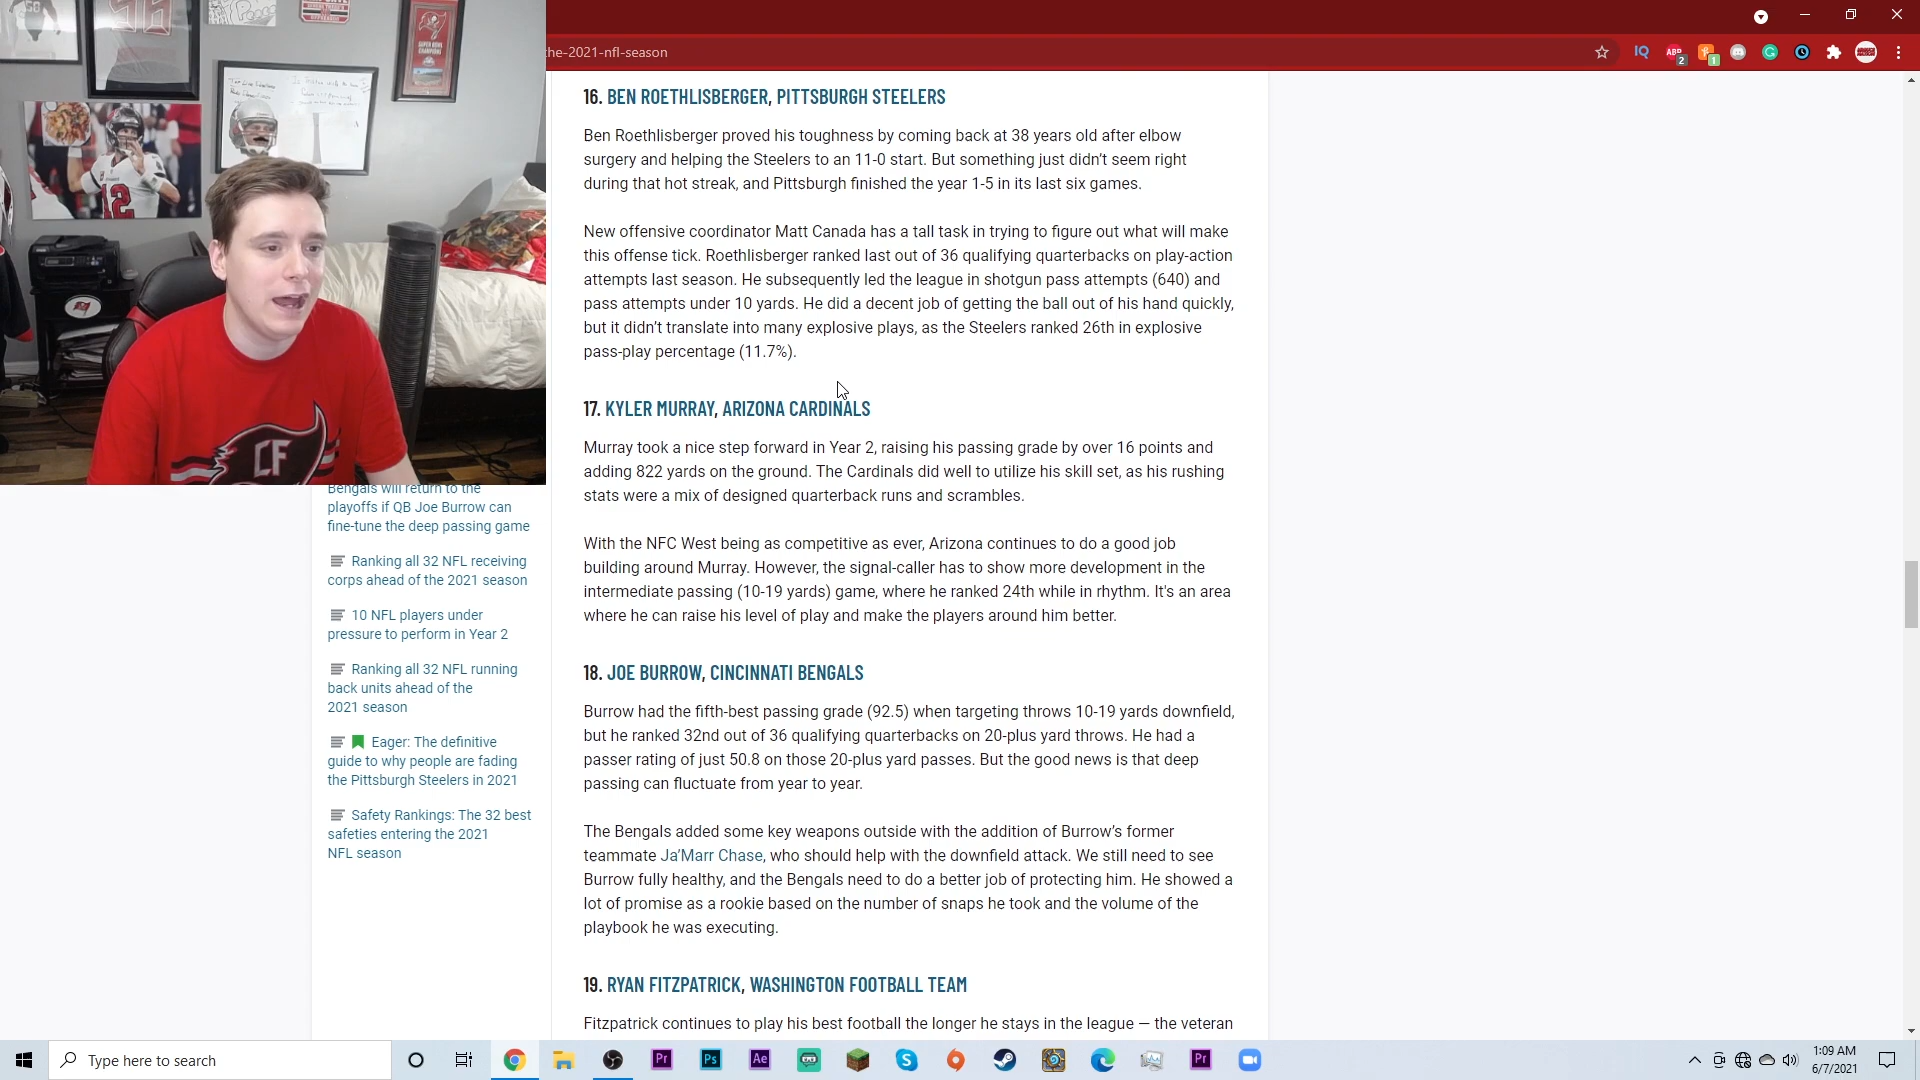 he-2021-nfl-season
16. BEN ROETHLISBERGER, PITTSBURGH STEELERS
Ben Roethlisberger proved his toughness by coming back at 38 years old after elbow
surgery and helping the Steelers to an 11-0 start. But something just didn't seem right
during that hot streak, and Pittsburgh finished the year 1-5 in its last six games.
New offensive coordinator Matt Canada has a tall task in trying to figure out what will make
this offense tick. Roethlisberger ranked last out of 36 qualifying quarterbacks on play-action
attempts last season. He subsequently led the league in shotgun pass attempts (640) and
pass attempts under 10 yards. He did a decent job of getting the ball out of his hand quickly,
but it didn't translate into many explosive plays, as the Steelers ranked 26th in explosive
pass-play percentage (11.7%).
17. KYLER MURRAY, ARIZONA CARDINALS
Murray took a nice step forward in Year 2, raising his passing grade by over 16 points and
adding 822 yards on the ground. The Cardinals did well to utilize his skill set, as his rushing
stats were a mix of designed quarterback runs and scrambles.
With the NFC West being as competitive as ever, Arizona continues to do a good job
building around Murray. However, the signal-caller has to show more development in the
intermediate passing (10-19 yards) game, where he ranked 24th while in rhythm. It's an area
where he can raise his level of play and make the players around him better.
18. JOE BURROW, CINCINNATI BENGALS
Burrow had the fifth-best passing grade (92.5) when targeting throws 10-19 yards downfield,
but he ranked 32nd out of 36 qualifying quarterbacks on 20-plus yard throws. He had a
passer rating of just 50.8 on those 20-plus yard passes. But the good news is that deep
passing can fluctuate from year to year.
The Bengals added some key weapons outside with the addition of Burrow's former
teammate Ja'Marr Chase, who should help with the downfield attack. We still need to see
Burrow fully healthy, and the Bengals need to do a better job of protecting him. He showed a
lot of promise as a rookie based on the number of snaps he took and the volume of the
playbook he was executing.
19. RYAN FITZPATRICK, WASHINGTON FOOTBALL TEAM
Fitzpatrick continues to play his best football the longer he stays in the league — the veteran
Bengals will return to the
playoffs if QB Joe Burrow can
fine-tune the deep passing game
Ranking all 32 NFL receiving
corps ahead of the 2021 season
10 NFL players under
pressure to perform in Year 2
Ranking all 32 NFL running
back units ahead of the
2021 season
Eager: The definitive
guide to why people are fading
the Pittsburgh Steelers in 2021
Safety Rankings: The 32 best
safeties entering the 2021
NFL season
SUPER BOWL
CHAMPIONS
12
CF
IQ
ABP
2
1
Type here to search
Pr
Ps
Ae
Pr
1:09 AM
6/7/2021